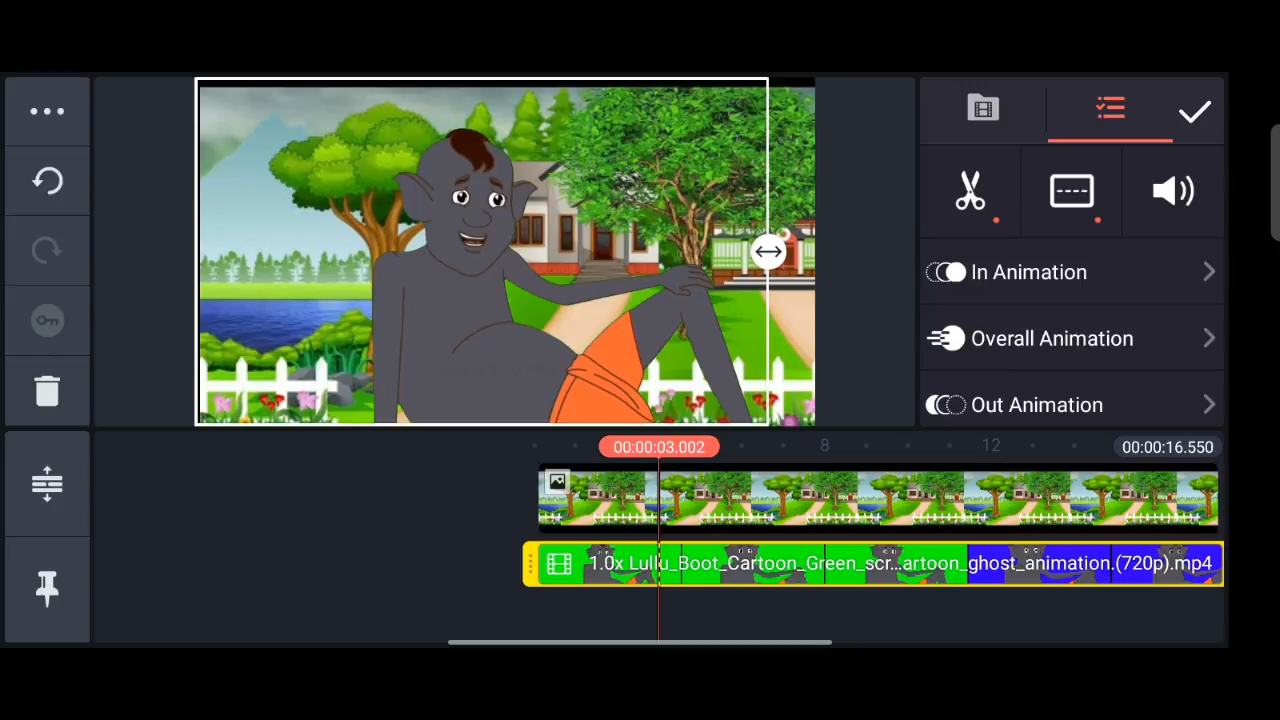 In Animation
Overall Animation
Out Animation
00:00:03.002
8
12
00:00:16.550
1.0x Lullu_Boot_Cartoon_Green_scr...artoon_ghost_animation.(720p).mp4